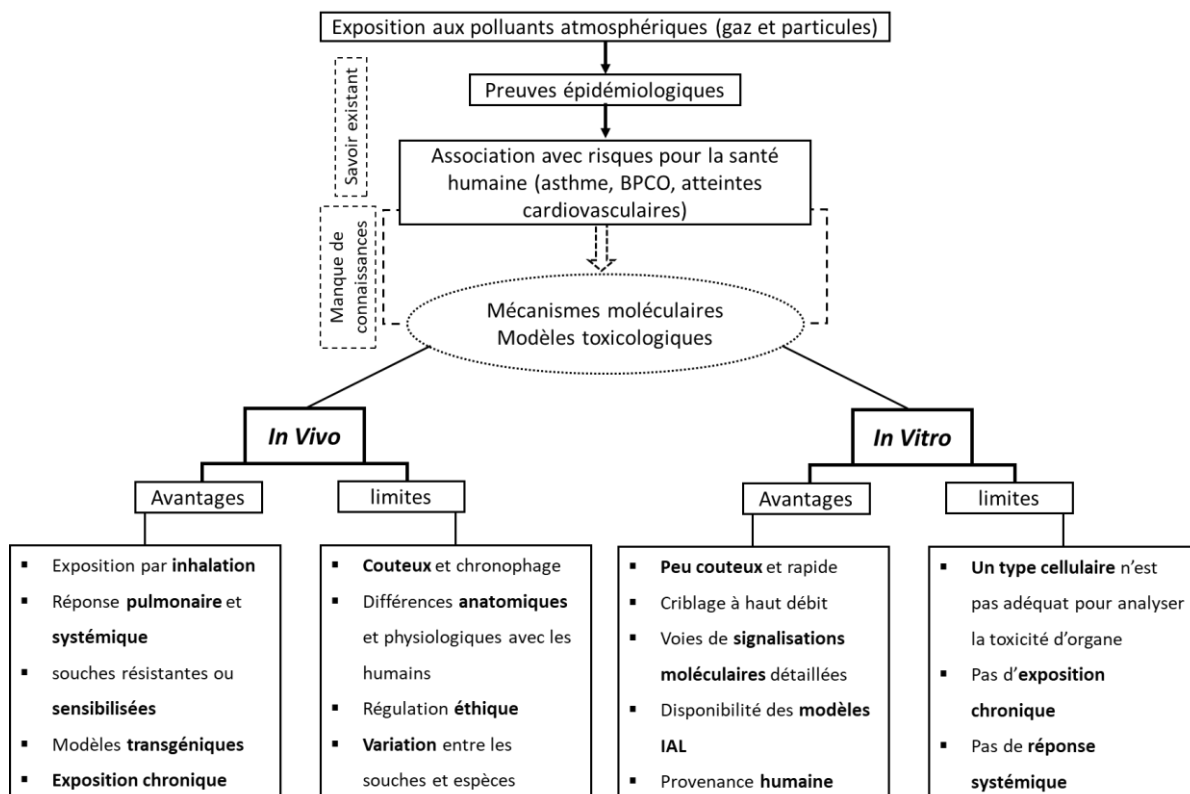 Exposition aux polluants atmosphériques (gaz et particules)
Preuves épidémiologiques
Savoir existant
Association avec risques pour la santé
humaine (asthme, BPCO, atteintes
cardiovasculaires)
Manque de
connaissances
Mécanismes moléculaires
Modèles toxicologiques
In Vivo
Avantages
▪ Exposition par inhalation
▪ Réponse pulmonaire et
systémique
▪ souches résistantes ou
sensibilisées
▪ Modèles transgéniques
▪ Exposition chronique
limites
▪ Couteux et chronophage
▪ Différences anatomiques
et physiologiques avec les
humains
▪ Régulation éthique
▪ Variation entre les
souches et espèces
In Vitro
Avantages
▪ Peu couteux et rapide
▪ Criblage à haut débit
▪ Voies de signalisations
moléculaires détaillées
▪ Disponibilité des modèles
IAL
▪ Provenance humaine
limites
▪ Un type cellulaire n'est
pas adéquat pour analyser
la toxicité d'organe
▪ Pas d'exposition
chronique
▪ Pas de réponse
systémique